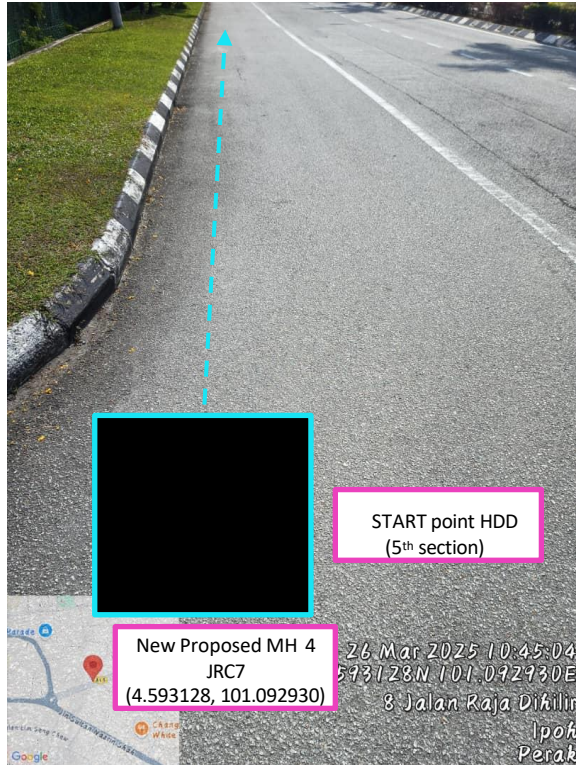 START point HDD
(5th section)
New Proposed MH 4
JRC7
(4.593128, 101.092930)
26 Mar 2025 10:45:04
593128N 101.092930E
8 Jalan Raja Dihilir
Ipoh
Perak
Parade
Google